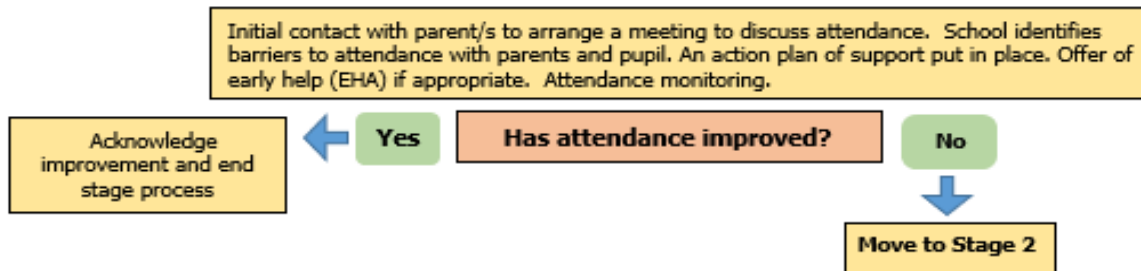 Initial contact with parent/s to arrange a meeting to discuss attendance.  School identifies
barriers to attendance with parents and pupil. An action plan of support put in place. Offer of
early help (EHA) if appropriate.  Attendance monitoring.
Yes
Has attendance improved?
No
Acknowledge
improvement and end
stage process
Move to Stage 2